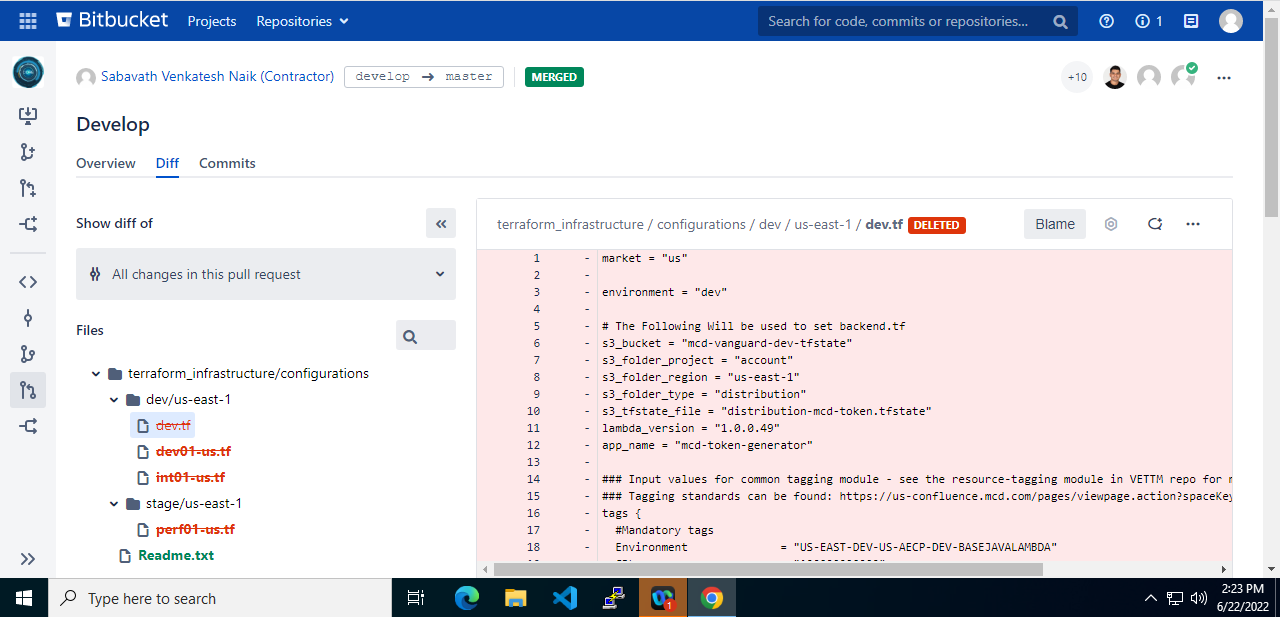 Bitbucket Projects Repositories Search for code, commits or repositories... 1
Sabavath Venkatesh Naik (Contractor) develop → master MERGED +10
Develop
Overview Diff Commits
Show diff of
All changes in this pull request
Files
terraform_infrastructure/configurations
dev/us-east-1
dev.tf
dev01-us.tf
int01-us.tf
stage/us-east-1
perf01-us.tf
Readme.txt
terraform_infrastructure / configurations / dev / us-east-1 / dev.tf DELETED Blame
1 - market = "us"
2 -
3 - environment = "dev"
4 -
5 - # The Following Will be used to set backend.tf
6 - s3_bucket = "mcd-vanguard-dev-tfstate"
7 - s3_folder_project = "account"
8 - s3_folder_region = "us-east-1"
9 - s3_folder_type = "distribution"
10 - s3_tfstate_file = "distribution-mcd-token.tfstate"
11 - lambda_version = "1.0.0.49"
12 - app_name = "mcd-token-generator"
13 -
14 - ### Input values for common tagging module - see the resource-tagging module in VETTM repo for
15 - ### Tagging standards can be found: https://us-confluence.mcd.com/pages/viewpage.action?spaceKey
16 - tags {
17 - #Mandatory tags
18 - Environment = "US-EAST-DEV-US-AECP-DEV-BASEJAVALAMBDA"
Type here to search
1
2:23 PM
6/22/2022